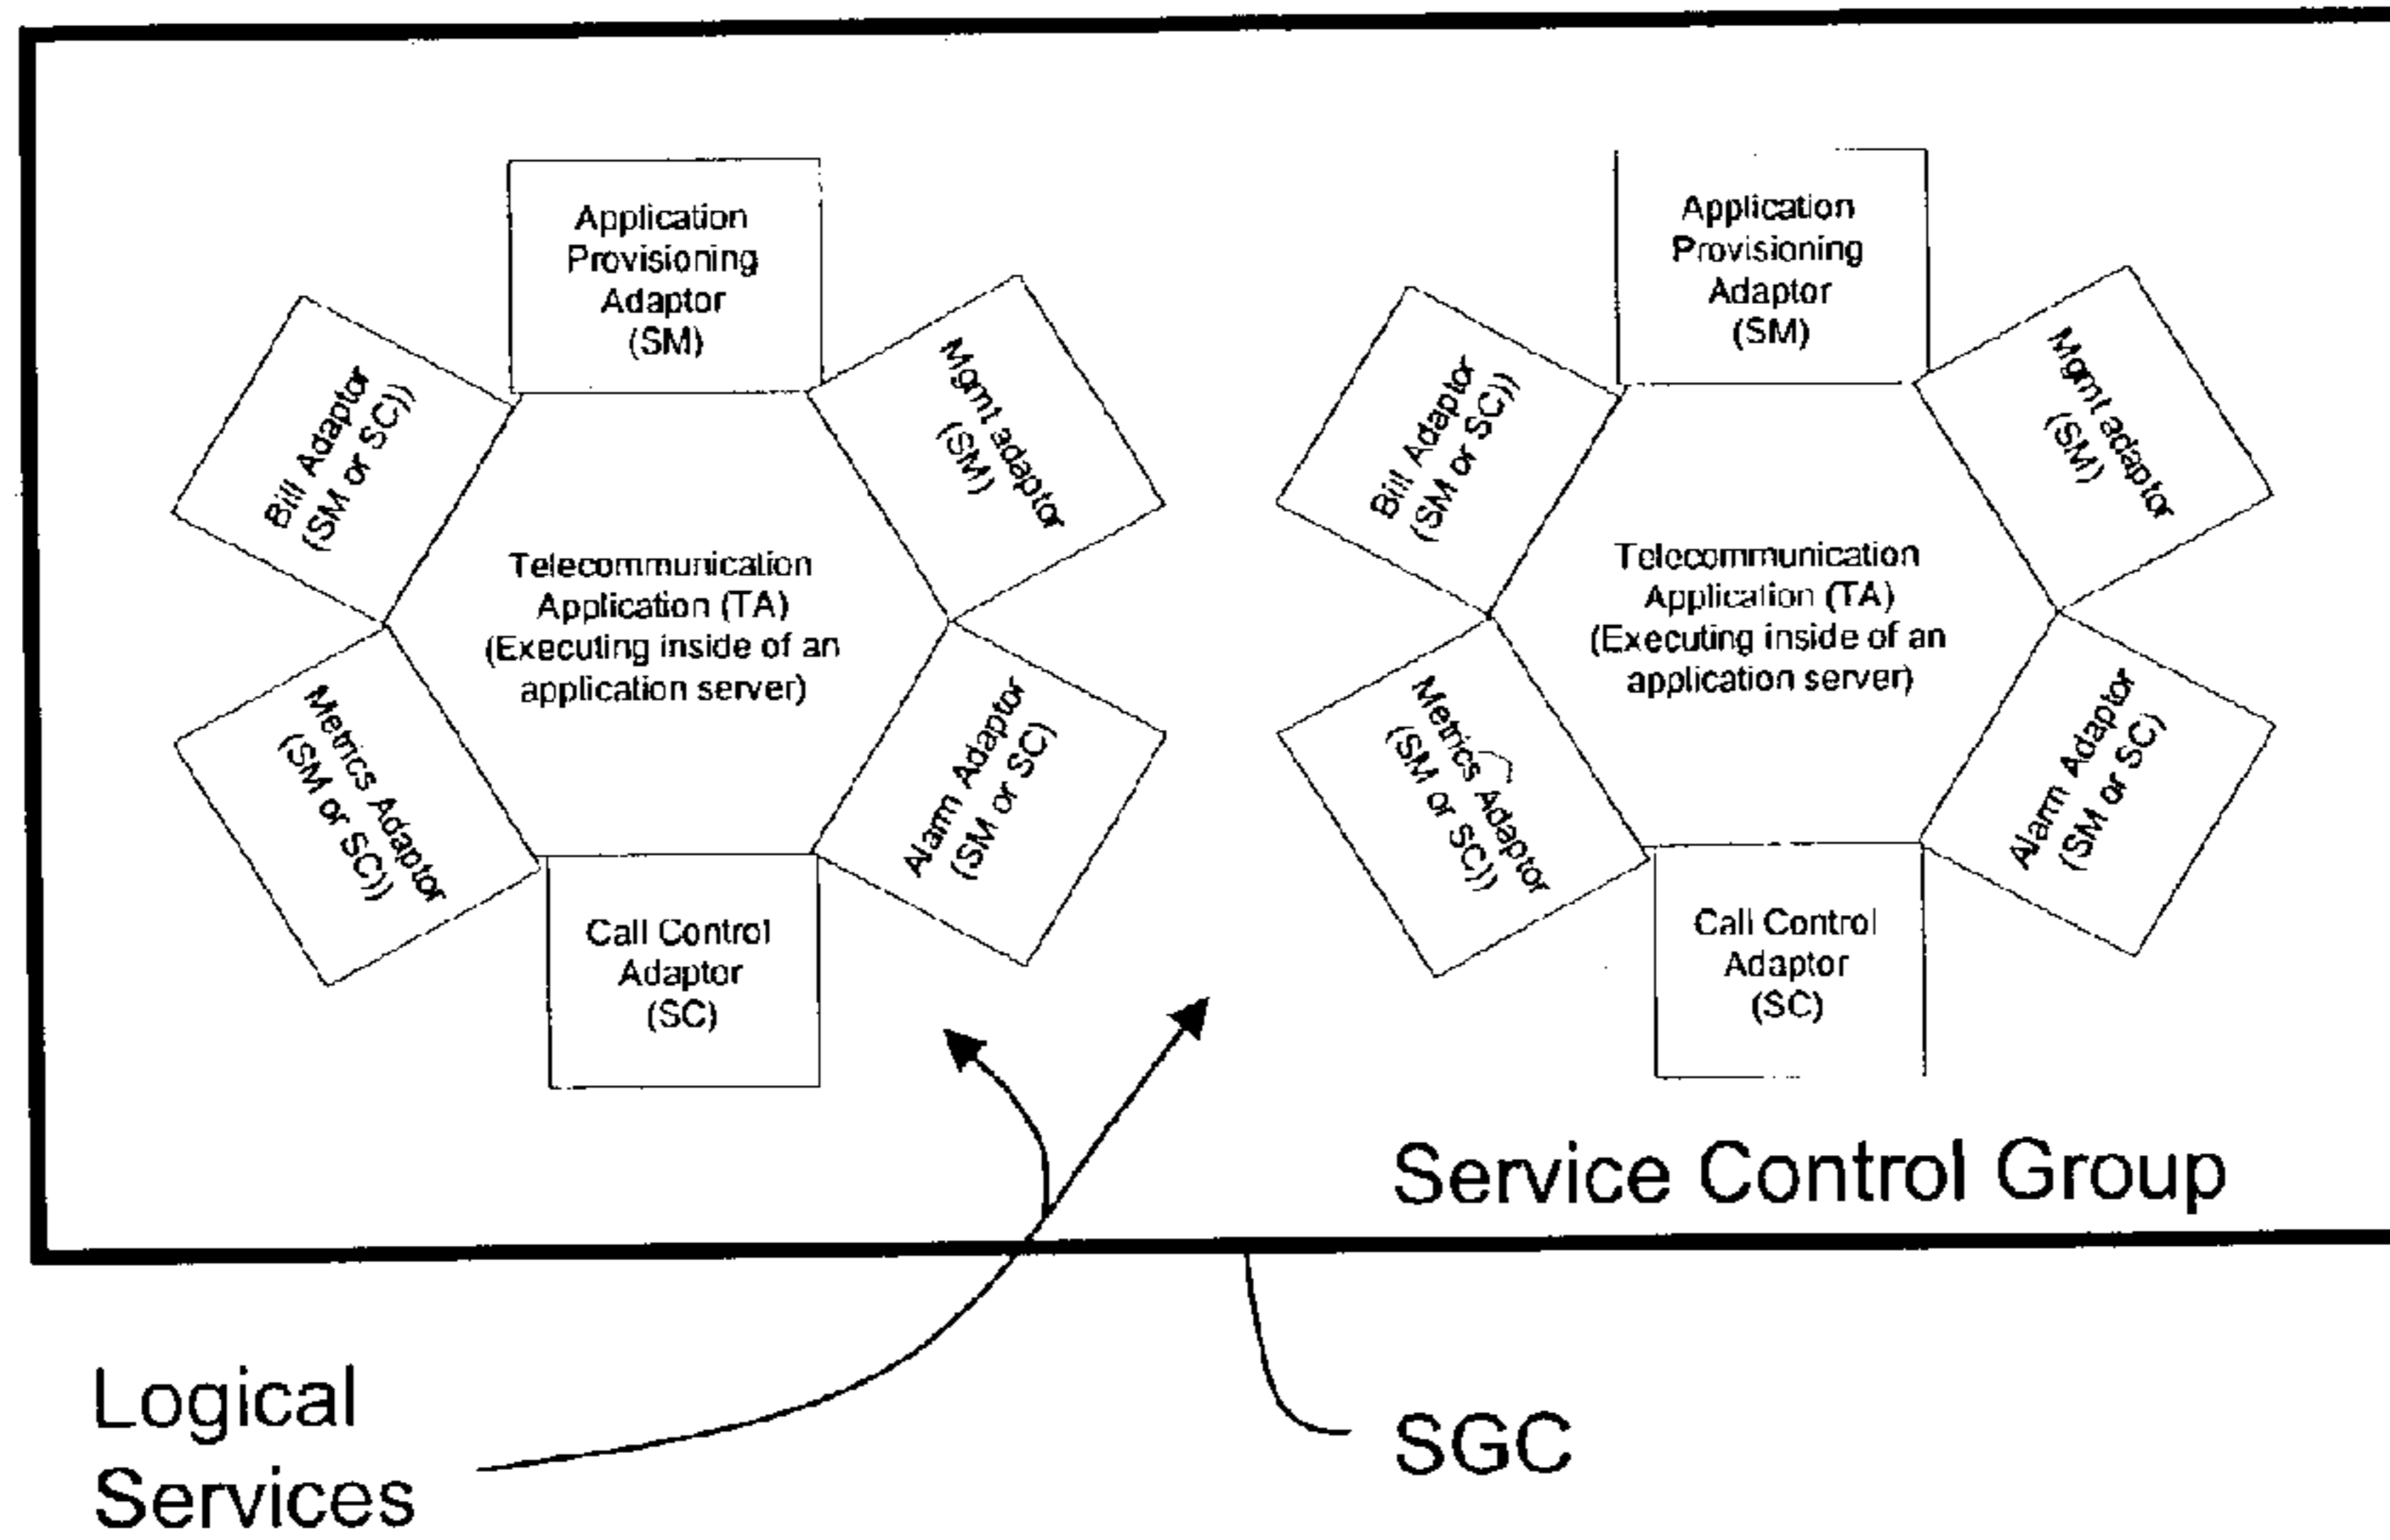 Application
Provisioning
Adaptor
(SM)
Bill Adaptor
(SM or SC))
Mgmt adaptor
(SM)
Telecommunication
Application (TA)
(Executing inside of an
application server)
Metrics Adaptor
(SM or SC))
Alarm Adaptor
(SM or SC)
Call Control
Adaptor
(SC)
Application
Provisioning
Adaptor
(SM)
Bill Adaptor
(SM or SC))
Mgmt adaptor
(SM)
Telecommunication
Application (TA)
(Executing inside of an
application server)
Metrics Adaptor
(SM or SC))
Alarm Adaptor
(SM or SC)
Call Control
Adaptor
(SC)
Service Control Group
Logical
Services
SGC